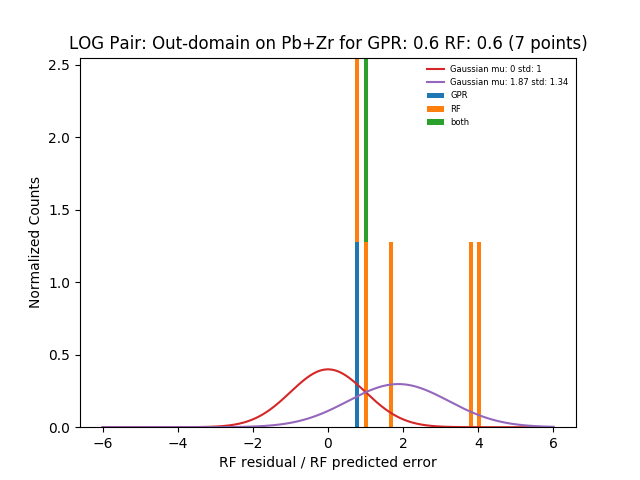 LOG Pair: Out-domain on Pb+Zr for GPR: 0.6 RF: 0.6 (7 points)
Gaussian mu: 0 std: 1
Gaussian mu: 1.87 std: 1.34
GPR
RF
both
Normalized Counts
2.5
2.0
1.5
1.0
0.5
0.0
−6 −4 −2 0 2 4 6
RF residual / RF predicted error